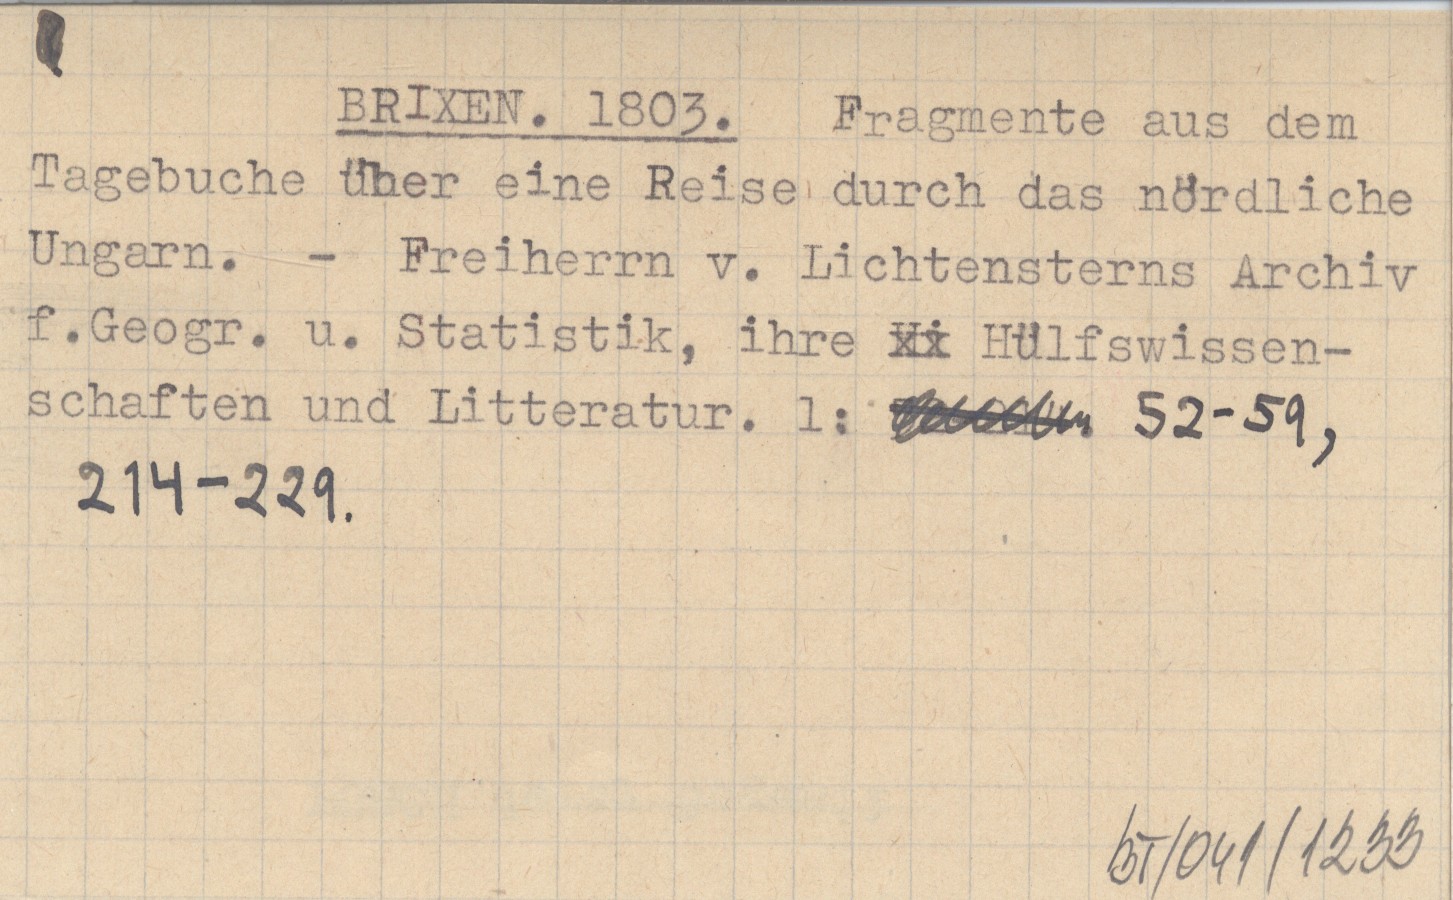 BRIXEN. 1803. Fragmente aus dem
Tagebuche über eine Reise durch das nördliche
Ungarn. - Freiherrn v. Lichtensterns Archiv
f.Geogr. u. Statistik, ihre Hülfswissen-
schaften und Litteratur. 1: 52-59,
214-229.
bT/041/1233